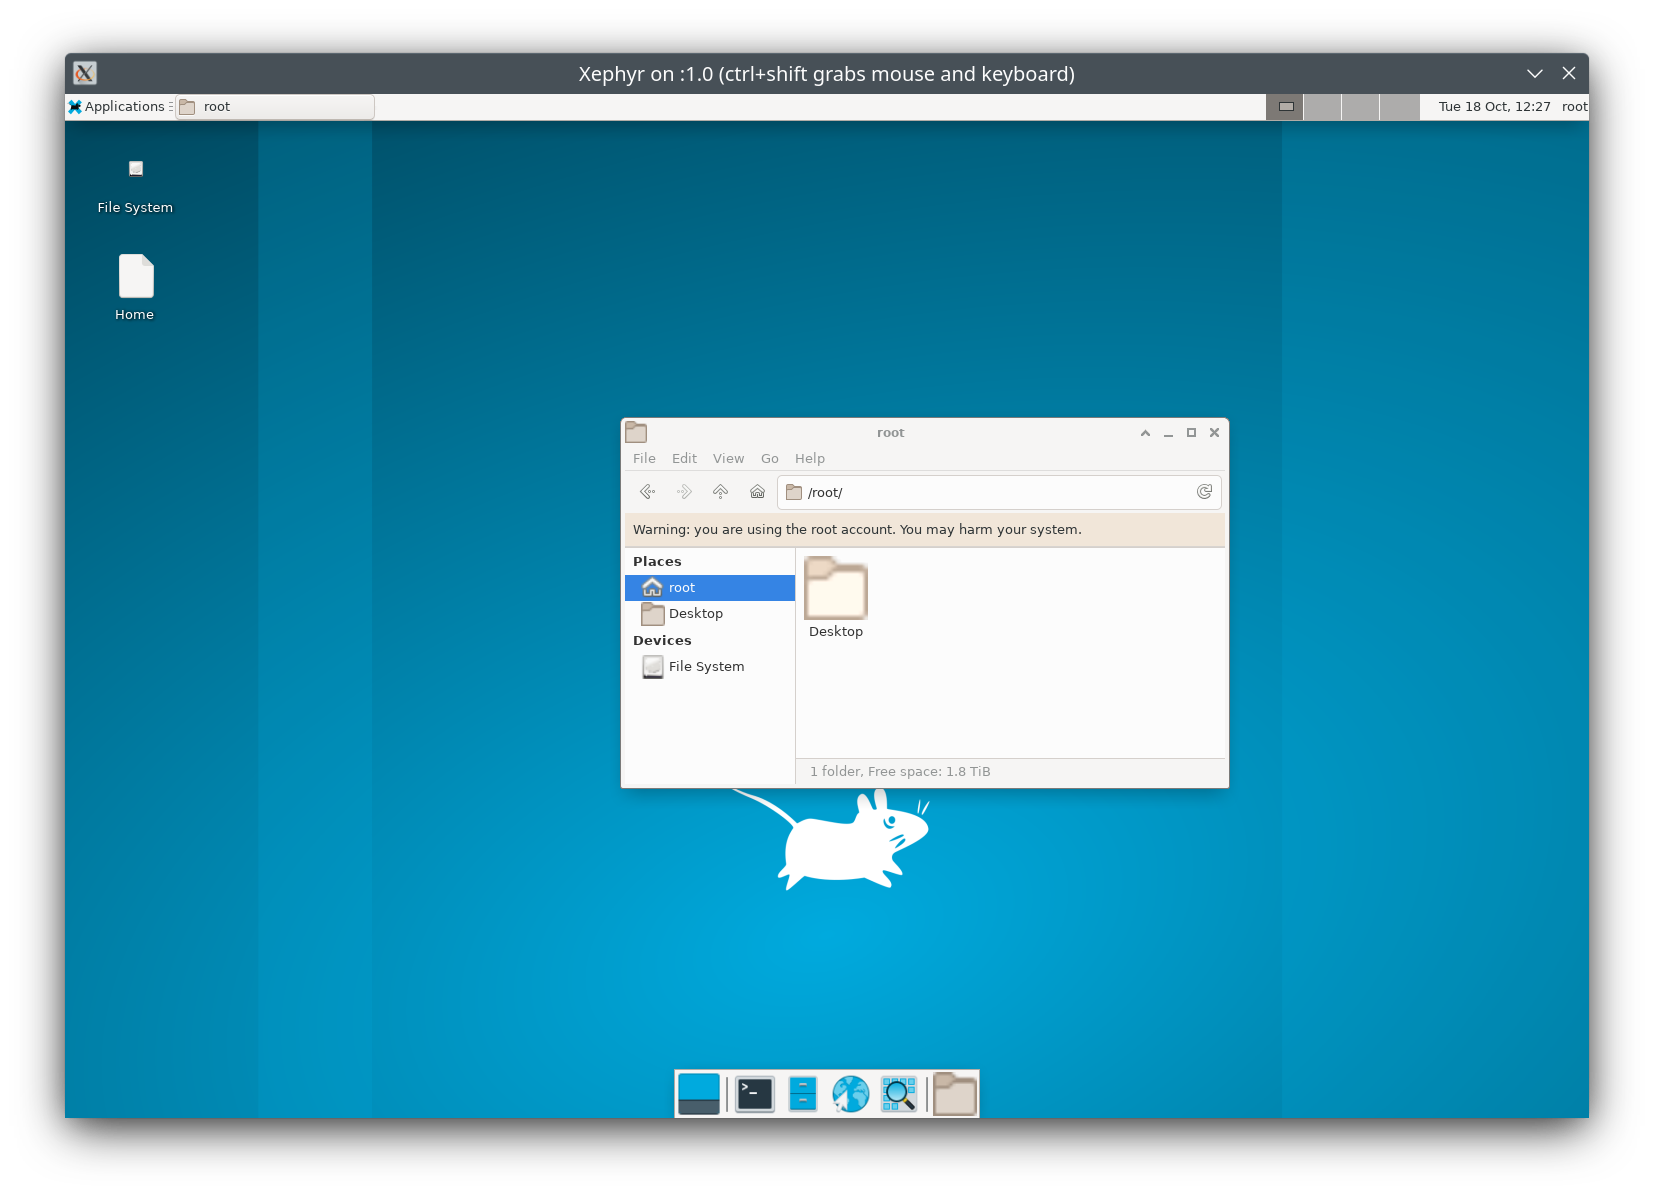 Xephyr on :1.0 (ctrl+shift grabs mouse and keyboard)
Applications root Tue 18 Oct, 12:27 root
File System
Home
root
File Edit View Go Help
/root/
Warning: you are using the root account. You may harm your system.
Places
root
Desktop
Devices
File System
Desktop
1 folder, Free space: 1.8 TiB
>_